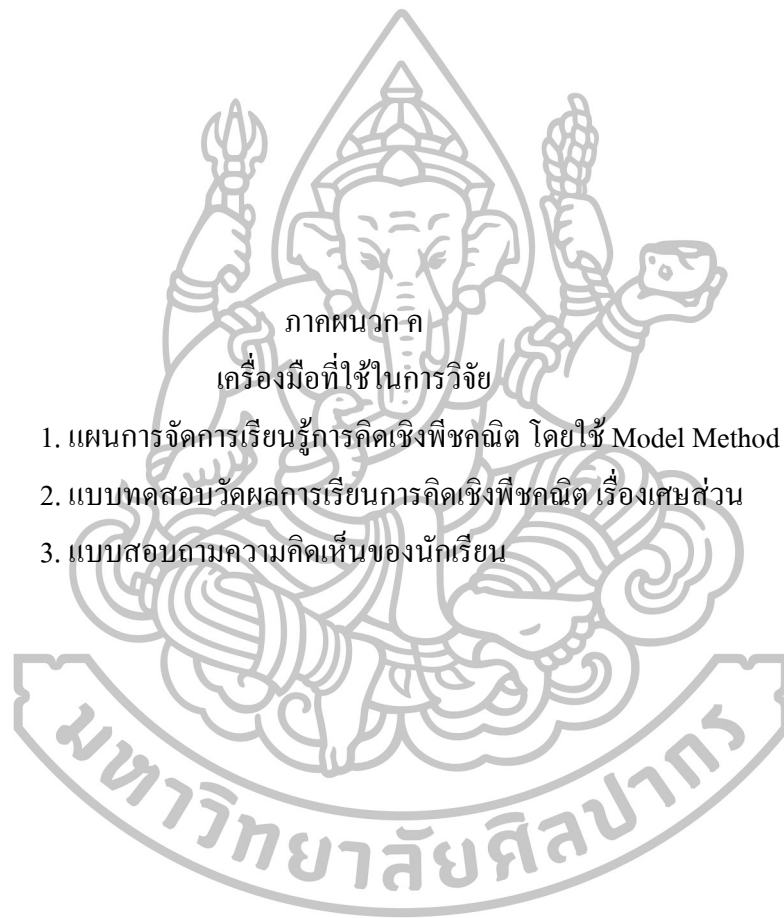 ภาคผนวก ค
เครื่องมือที่ใช้ในการวิจัย
1. แผนการจัดการเรียนรู้การคิดเชิงพีชคณิต โดยใช้ Model Method
2. แบบทดสอบวัดผลการเรียนการคิดเชิงพีชคณิต เรื่องเศษส่วน
3. แบบสอบถามความคิดเห็นของนักเรียน
มหาวิทยาลัยศิลปากร